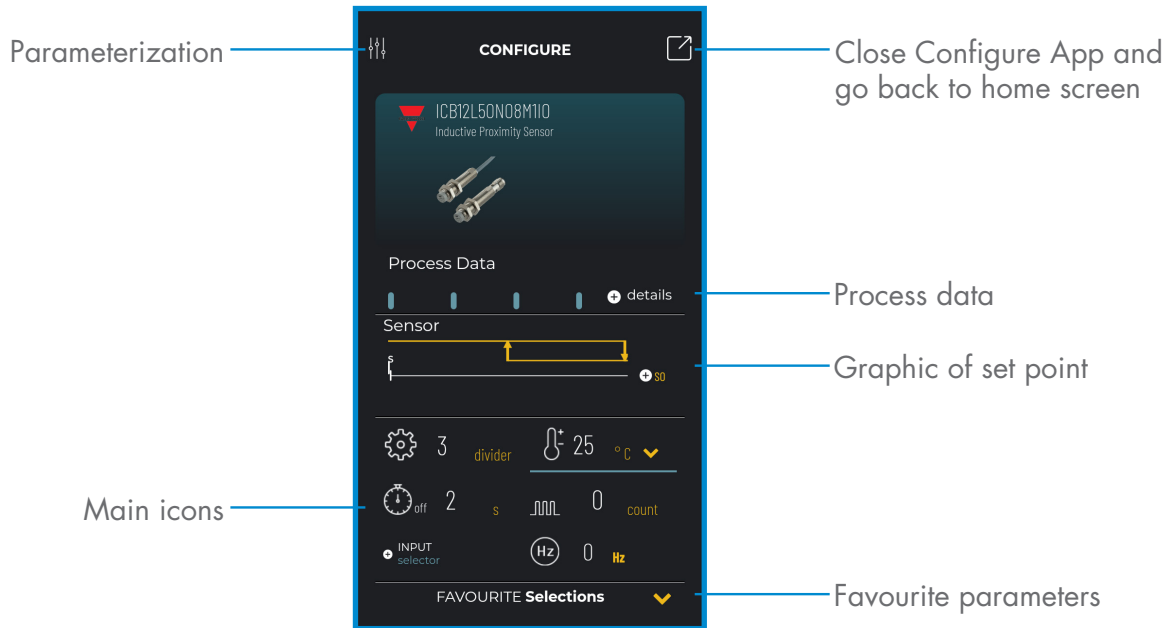 Parameterization
CONFIGURE
Close Configure App and
go back to home screen
ICB12L50N08M1IO
Inductive Proximity Sensor
Process Data
details
Process data
Sensor
s
so
Graphic of set point
3 divider
25 °C
Main icons
off 2 s
0 count
INPUT
selector
Hz 0 Hz
FAVOURITE Selections
Favourite parameters